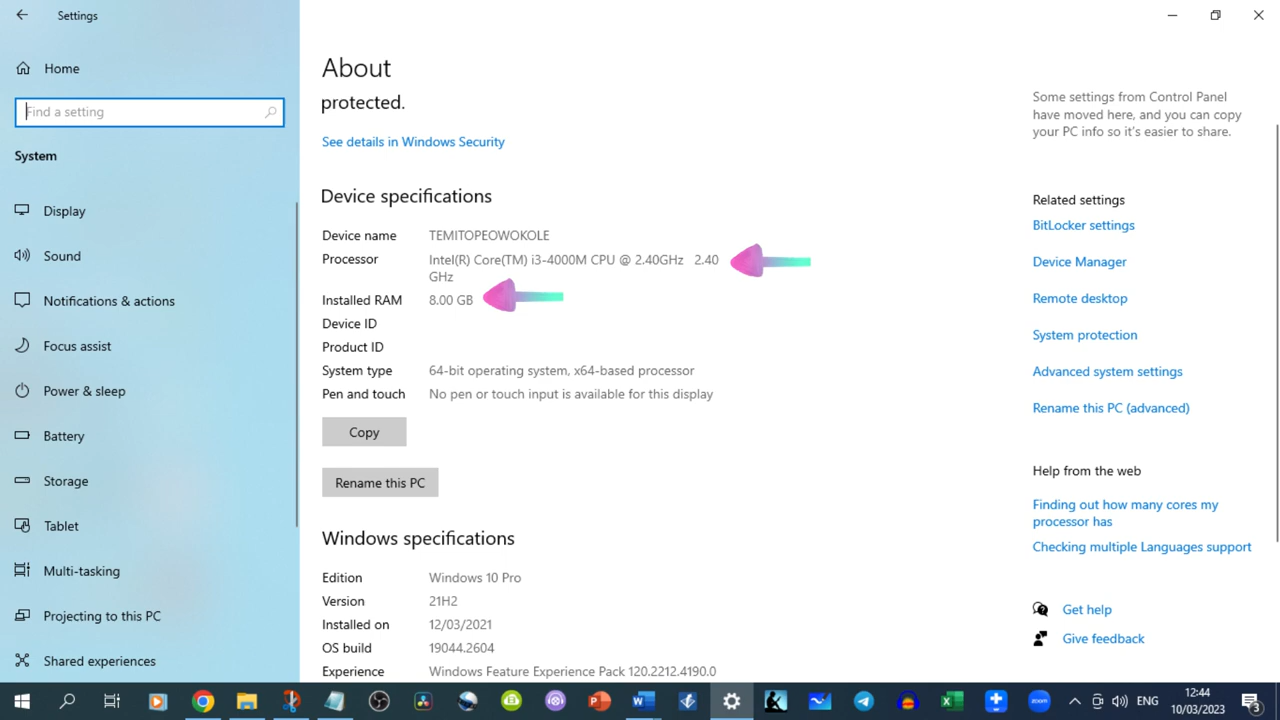 Settings
Home
Find a setting
System
Display
Sound
Notifications & actions
Focus assist
Power & sleep
Battery
Storage
Tablet
Multi-tasking
Projecting to this PC
Shared experiences
About
protected.
See details in Windows Security
Device specifications
Device name TEMITOPEOWOKOLE
Processor Intel(R) Core(TM) i3-4000M CPU @ 2.40GHz 2.40
GHz
Installed RAM 8.00 GB
Device ID
Product ID
System type 64-bit operating system, x64-based processor
Pen and touch No pen or touch input is available for this display
Copy
Rename this PC
Windows specifications
Edition Windows 10 Pro
Version 21H2
Installed on 12/03/2021
OS build 19044.2604
Experience Windows Feature Experience Pack 120.2212.4190.0
Some settings from Control Panel
have moved here, and you can copy
your PC info so it's easier to share.
Related settings
BitLocker settings
Device Manager
Remote desktop
System protection
Advanced system settings
Rename this PC (advanced)
Help from the web
Finding out how many cores my
processor has
Checking multiple Languages support
Get help
Give feedback
zoom
ENG
12:44
10/03/2023
3